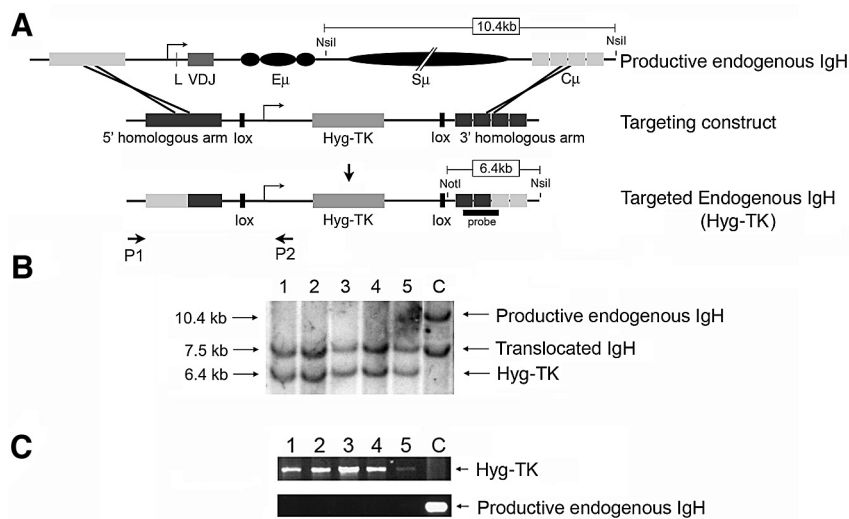 A
10.4kb
NsiI NsiI
L VDJ Eμ Sμ Cμ Productive endogenous IgH
5' homologous arm lox Hyg-TK lox 3' homologous arm Targeting construct
6.4kb
NotI NsiI
lox Hyg-TK lox probe Targeted Endogenous IgH
(Hyg-TK)
P1 P2
B
1 2 3 4 5 C
10.4 kb Productive endogenous IgH
7.5 kb Translocated IgH
6.4 kb Hyg-TK
C
1 2 3 4 5 C
Hyg-TK
Productive endogenous IgH